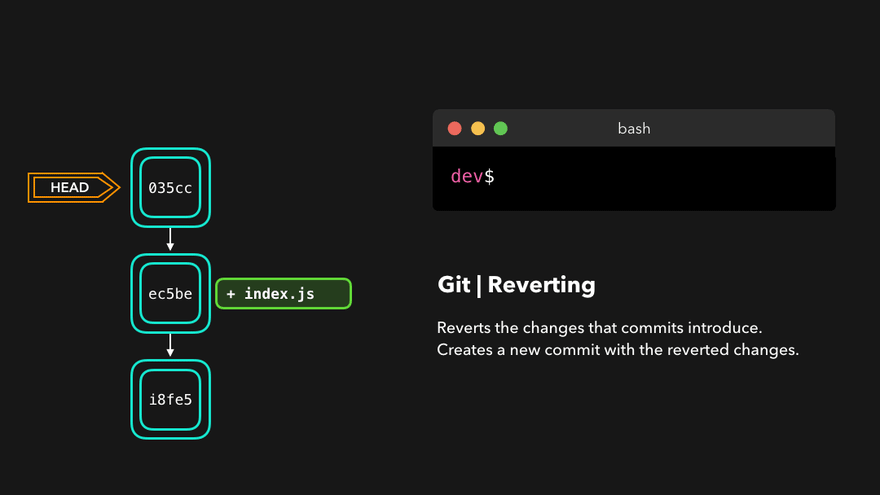 HEAD
035cc
ec5be
+ index.js
i8fe5
bash
dev$
Git | Reverting
Reverts the changes that commits introduce.
Creates a new commit with the reverted changes.